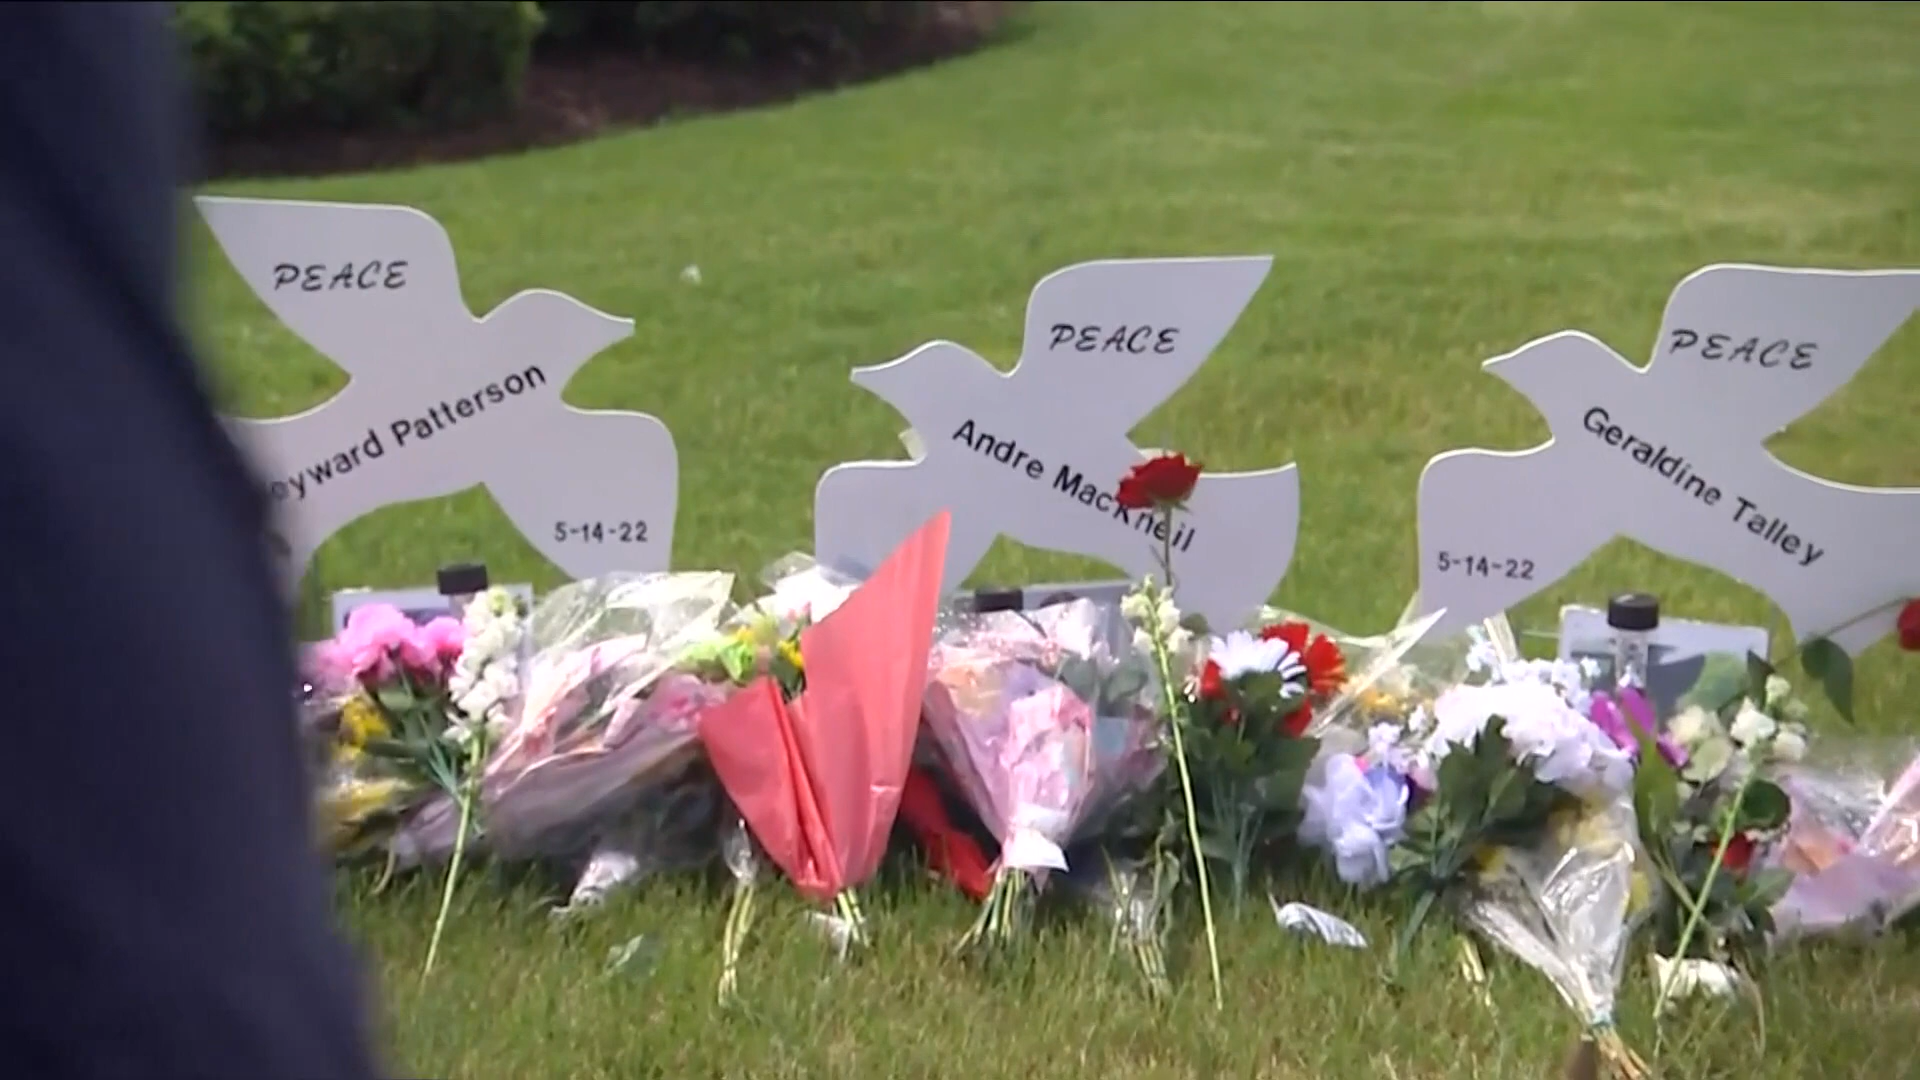 PEACE
eyward Patterson
5-14-22
PEACE
Andre MacKneil
PEACE
Geraldine Talley
5-14-22